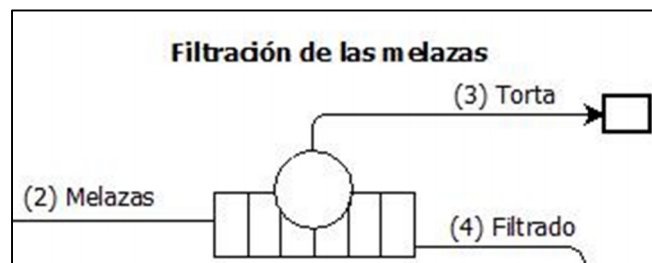 Filtración de las melazas
(3) Torta
(2) Melazas
(4) Filtrado